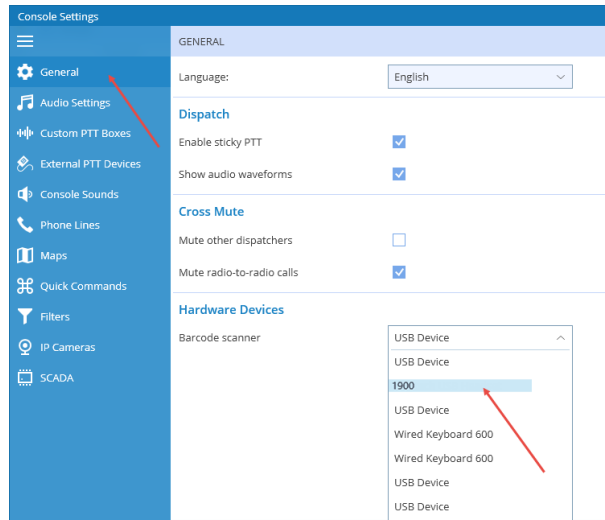 Console Settings
GENERAL
General
Audio Settings
Custom PTT Boxes
External PTT Devices
Console Sounds
Phone Lines
Maps
Quick Commands
Filters
IP Cameras
SCADA
Language: English
Dispatch
Enable sticky PTT
Show audio waveforms
Cross Mute
Mute other dispatchers
Mute radio-to-radio calls
Hardware Devices
Barcode scanner USB Device
USB Device
1900
USB Device
Wired Keyboard 600
Wired Keyboard 600
USB Device
USB Device